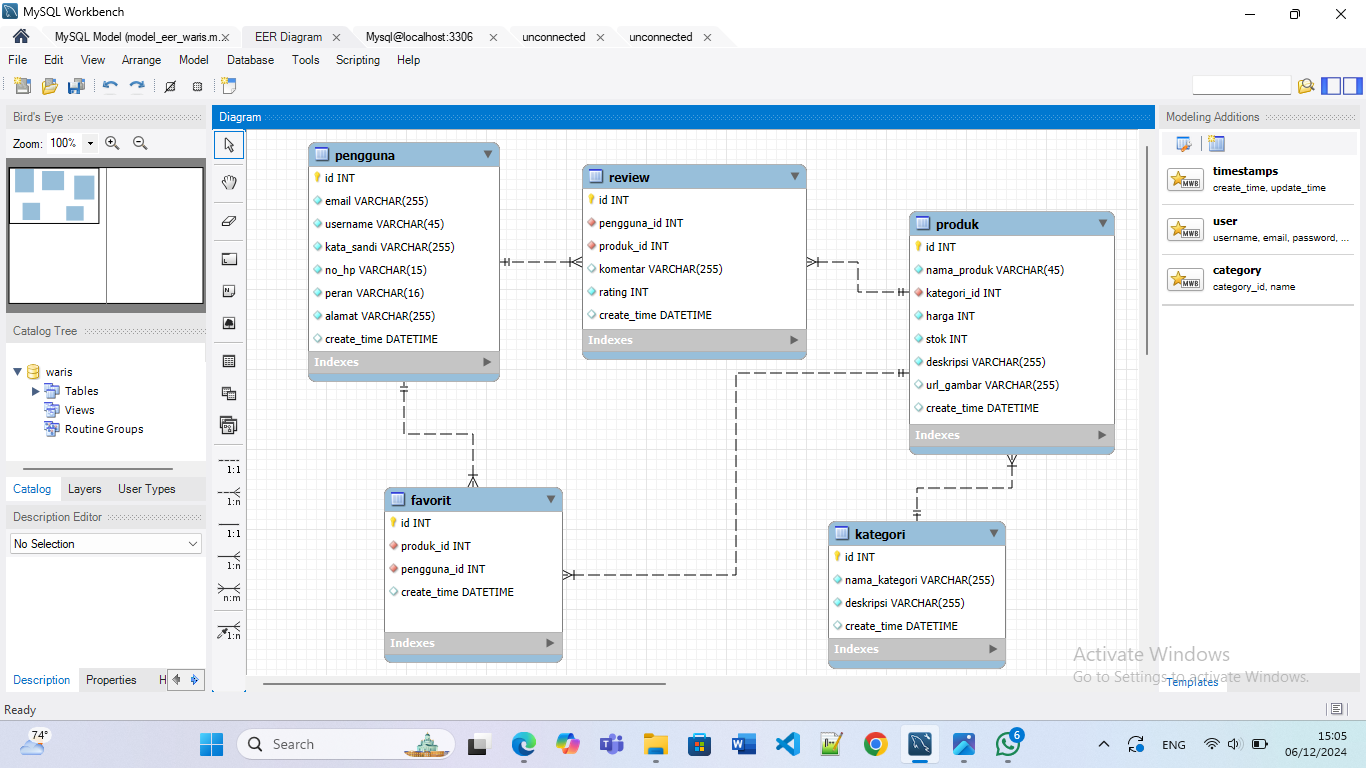 MySQL Workbench
MySQL Model (model_eer_waris.m.
EER Diagram
Mysql@localhost:3306
unconnected
unconnected
File Edit View Arrange Model Database Tools Scripting Help
Bird's Eye
Zoom: 100%
Catalog Tree
waris
Tables
Views
Routine Groups
Catalog Layers User Types
Description Editor
No Selection
Description Properties H
Diagram
1:1
1:n
1:1
1:n
n:m
1:n
pengguna
id INT
email VARCHAR(255)
username VARCHAR(45)
kata_sandi VARCHAR(255)
no_hp VARCHAR(15)
peran VARCHAR(16)
alamat VARCHAR(255)
create_time DATETIME
Indexes
review
id INT
pengguna_id INT
produk_id INT
komentar VARCHAR(255)
rating INT
create_time DATETIME
Indexes
produk
id INT
nama_produk VARCHAR(45)
kategori_id INT
harga INT
stok INT
deskripsi VARCHAR(255)
url_gambar VARCHAR(255)
create_time DATETIME
Indexes
favorit
id INT
produk_id INT
pengguna_id INT
create_time DATETIME
Indexes
kategori
id INT
nama_kategori VARCHAR(255)
deskripsi VARCHAR(255)
create_time DATETIME
Indexes
Modeling Additions
MWB
timestamps
create_time, update_time
MWB
user
username, email, password, ...
MWB
category
category_id, name
Activate Windows
Go to Settings to activate Windows.
Templates
Ready
74°
Search
6
ENG
15:05
06/12/2024